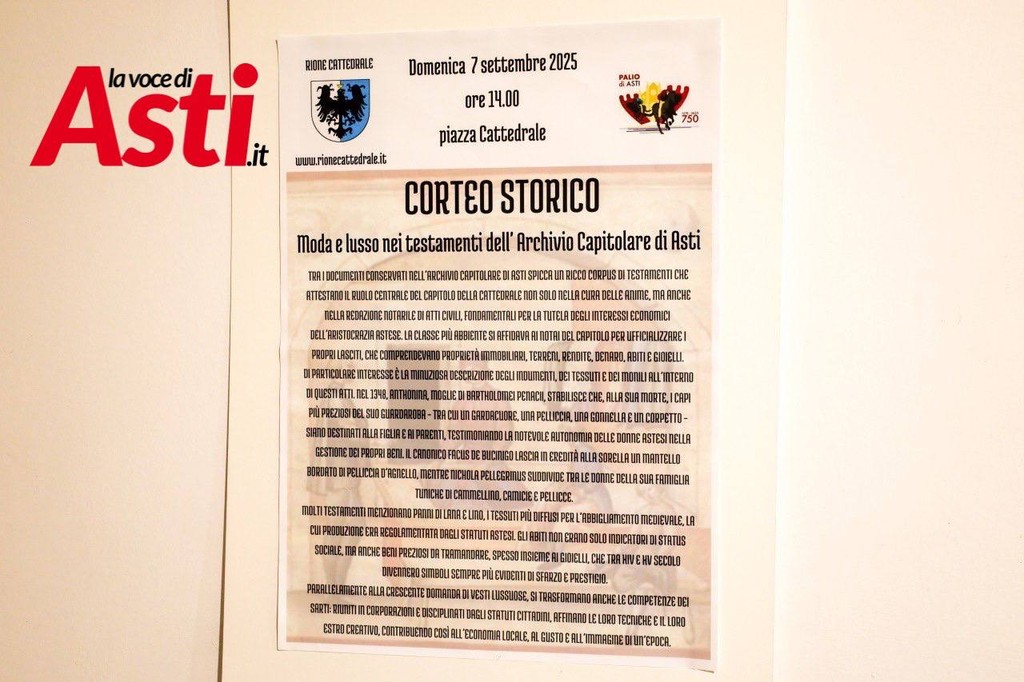 la voce di
Asti.it
RIONE CATTEDRALE
www.rionecattedrale.it
Domenica 7 settembre 2025
ore 14.00
piazza Cattedrale
PALIO
di ASTI
750
CORTEO STORICO
Moda e lusso nei testamenti dell' Archivio Capitolare di Asti
TRA I DOCUMENTI CONSERVATI NELL'ARCHIVIO CAPITOLARE DI ASTI SPICCA UN RICCO CORPUS DI TESTAMENTI CHE
ATTESTANO IL RUOLO CENTRALE DEL CAPITOLO DELLA CATTEDRALE NON SOLO NELLA CURA DELLE ANIME, MA ANCHE
NELLA REDAZIONE NOTARILE DI ATTI CIVILI, FONDAMENTALI PER LA TUTELA DEGLI INTERESSI ECONOMICI
DELL'ARISTOCRAZIA ASTESE. LA CLASSE PIÙ ABBIENTE SI AFFIDAVA AI NOTAI DEL CAPITOLO PER UFFICIALIZZARE I
PROPRI LASCITI, CHE COMPRENDEVANO PROPRIETÀ IMMOBILIARI, TERRENI, RENDITE, DENARO, ABITI E GIOIELLI.
DI PARTICOLARE INTERESSE È LA MINUZIOSA DESCRIZIONE DEGLI INDUMENTI, DEI TESSUTI E DEI MONILI ALL'INTERNO
DI QUESTI ATTI. NEL 1348, ANTHONINA, MOGLIE DI BARTHOLOMEI PENACII, STABILISCE CHE, ALLA SUA MORTE, I CAPI
PIÙ PREZIOSI DEL SUO GUARDAROBA - TRA CUI UN GARDACUORE, UNA PELLICCIA, UNA GONNELLA E UN CORPETTO -
SIANO DESTINATI ALLA FIGLIA E AI PARENTI, TESTIMONIANDO LA NOTEVOLE AUTONOMIA DELLE DONNE ASTESI NELLA
GESTIONE DEI PROPRI BENI. IL CANONICO FACUS DE BUCINIGO LASCIA IN EREDITÀ ALLA SORELLA UN MANTELLO
BORDATO DI PELLICCIA D'AGNELLO, MENTRE NICHOLA PELLEGRINUS SUDDIVIDE TRA LE DONNE DELLA SUA FAMIGLIA
TUNICHE DI CAMMELLINO, CAMICIE E PELLICCE.
MOLTI TESTAMENTI MENZIONANO PANNI DI LANA E LINO, I TESSUTI PIÙ DIFFUSI PER L'ABBIGLIAMENTO MEDIEVALE, LA
CUI PRODUZIONE ERA REGOLAMENTATA DAGLI STATUTI ASTESI. GLI ABITI NON ERANO SOLO INDICATORI DI STATUS
SOCIALE, MA ANCHE BENI PREZIOSI DA TRAMANDARE, SPESSO INSIEME AI GIOIELLI, CHE TRA XIV E XV SECOLO
DIVENNERO SIMBOLI SEMPRE PIÙ EVIDENTI DI SFARZO E PRESTIGIO.
PARALLELAMENTE ALLA CRESCENTE DOMANDA DI VESTI LUSSUOSE, SI TRASFORMANO ANCHE LE COMPETENZE DEI
SARTI: RIUNITI IN CORPORAZIONI E DISCIPLINATI DAGLI STATUTI CITTADINI, AFFINANO LE LORO TECNICHE E IL LORO
ESTRO CREATIVO, CONTRIBUENDO COSÌ ALL'ECONOMIA LOCALE, AL GUSTO E ALL'IMMAGINE DI UN'EPOCA.